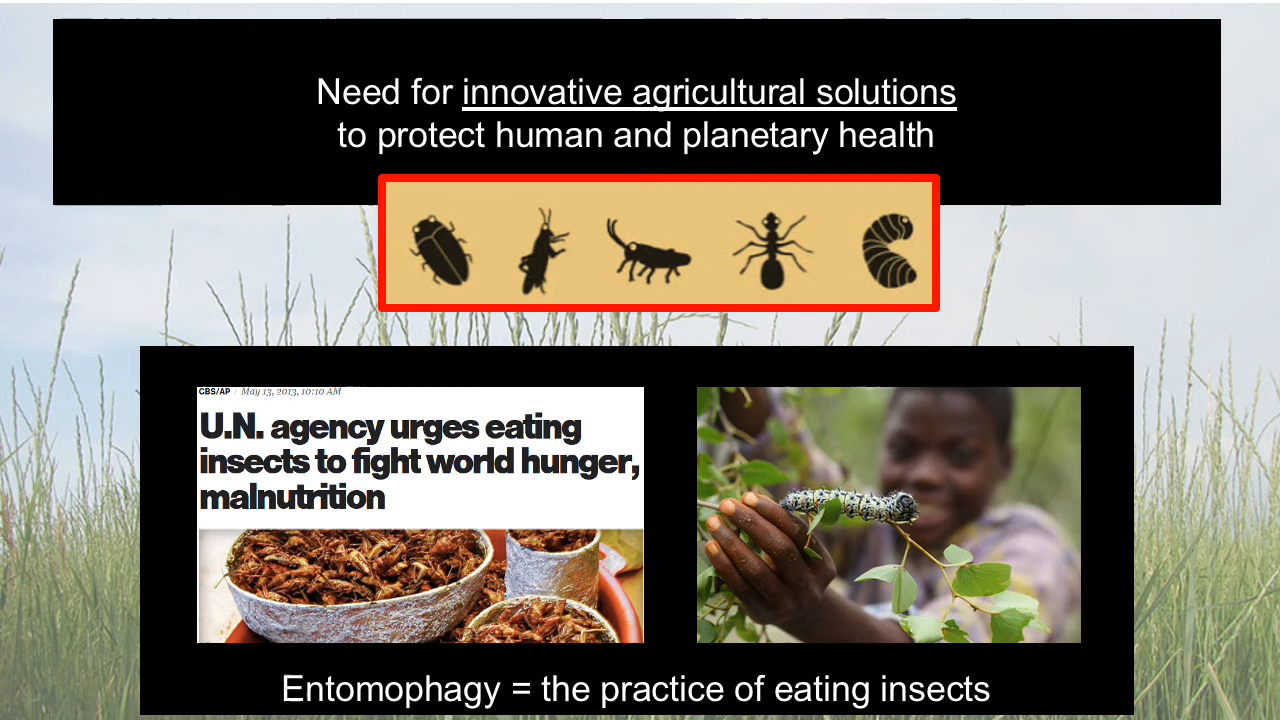 Need for innovative agricultural solutions
to protect human and planetary health
CBS/AP / May 13, 2013, 10:10 AM
U.N. agency urges eating
insects to fight world hunger,
malnutrition
Entomophagy = the practice of eating insects